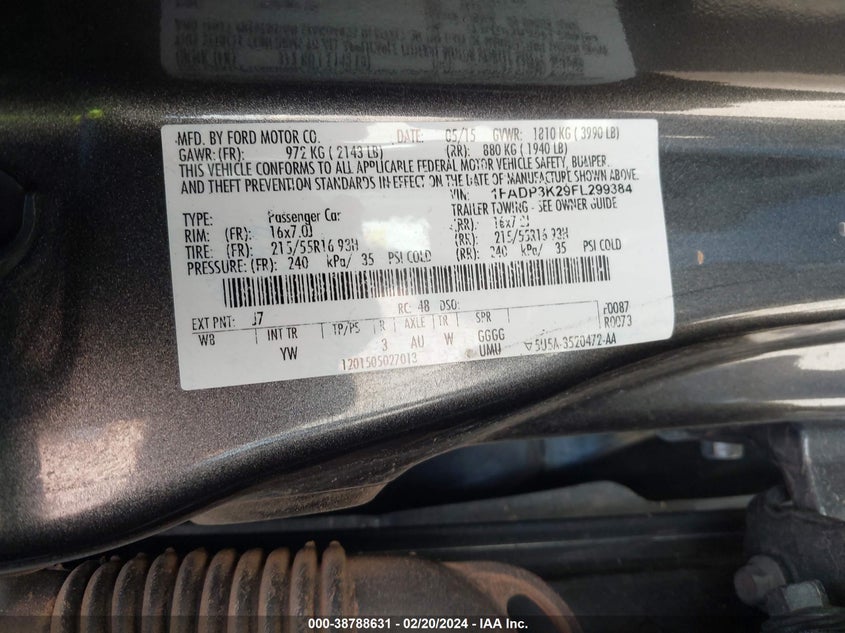 MFD. BY FORD MOTOR CO. DATE: 05/15 GVWR: 1810 KG ( 3990 LB)
GAWR: (FR): 972 KG ( 2143 LB) (RR): 880 KG ( 1940 LB)
THIS VEHICLE CONFORMS TO ALL APPLICABLE FEDERAL MOTOR VEHICLE SAFETY, BUMPER,
AND THEFT PREVENTION STANDARDS IN EFFECT ON THE DATE OF MANUFACTURE SHOWN ABOVE.
VIN: 1FADP3K29FL299384
TYPE: Passenger Car TRAILER TOWING - SEE OWNER GUIDE
RIM: (FR): 16x7.0J (RR): 16x7.0J
TIRE: (FR): 215/55R16 93H (RR): 215/55R16 93H
PRESSURE: (FR): 240 kPa/ 35 PSI COLD (RR): 240 kPa/ 35 PSI COLD
EXT PNT: J7 RC: 48 DSO: F0087
WB INT TR TP/PS R AXLE TR SPR R0073
YW 3 AU W GGGG
UMU
1201505027013 5U5A-3520472-AA
000-38788631 - 02/20/2024 - IAA Inc.